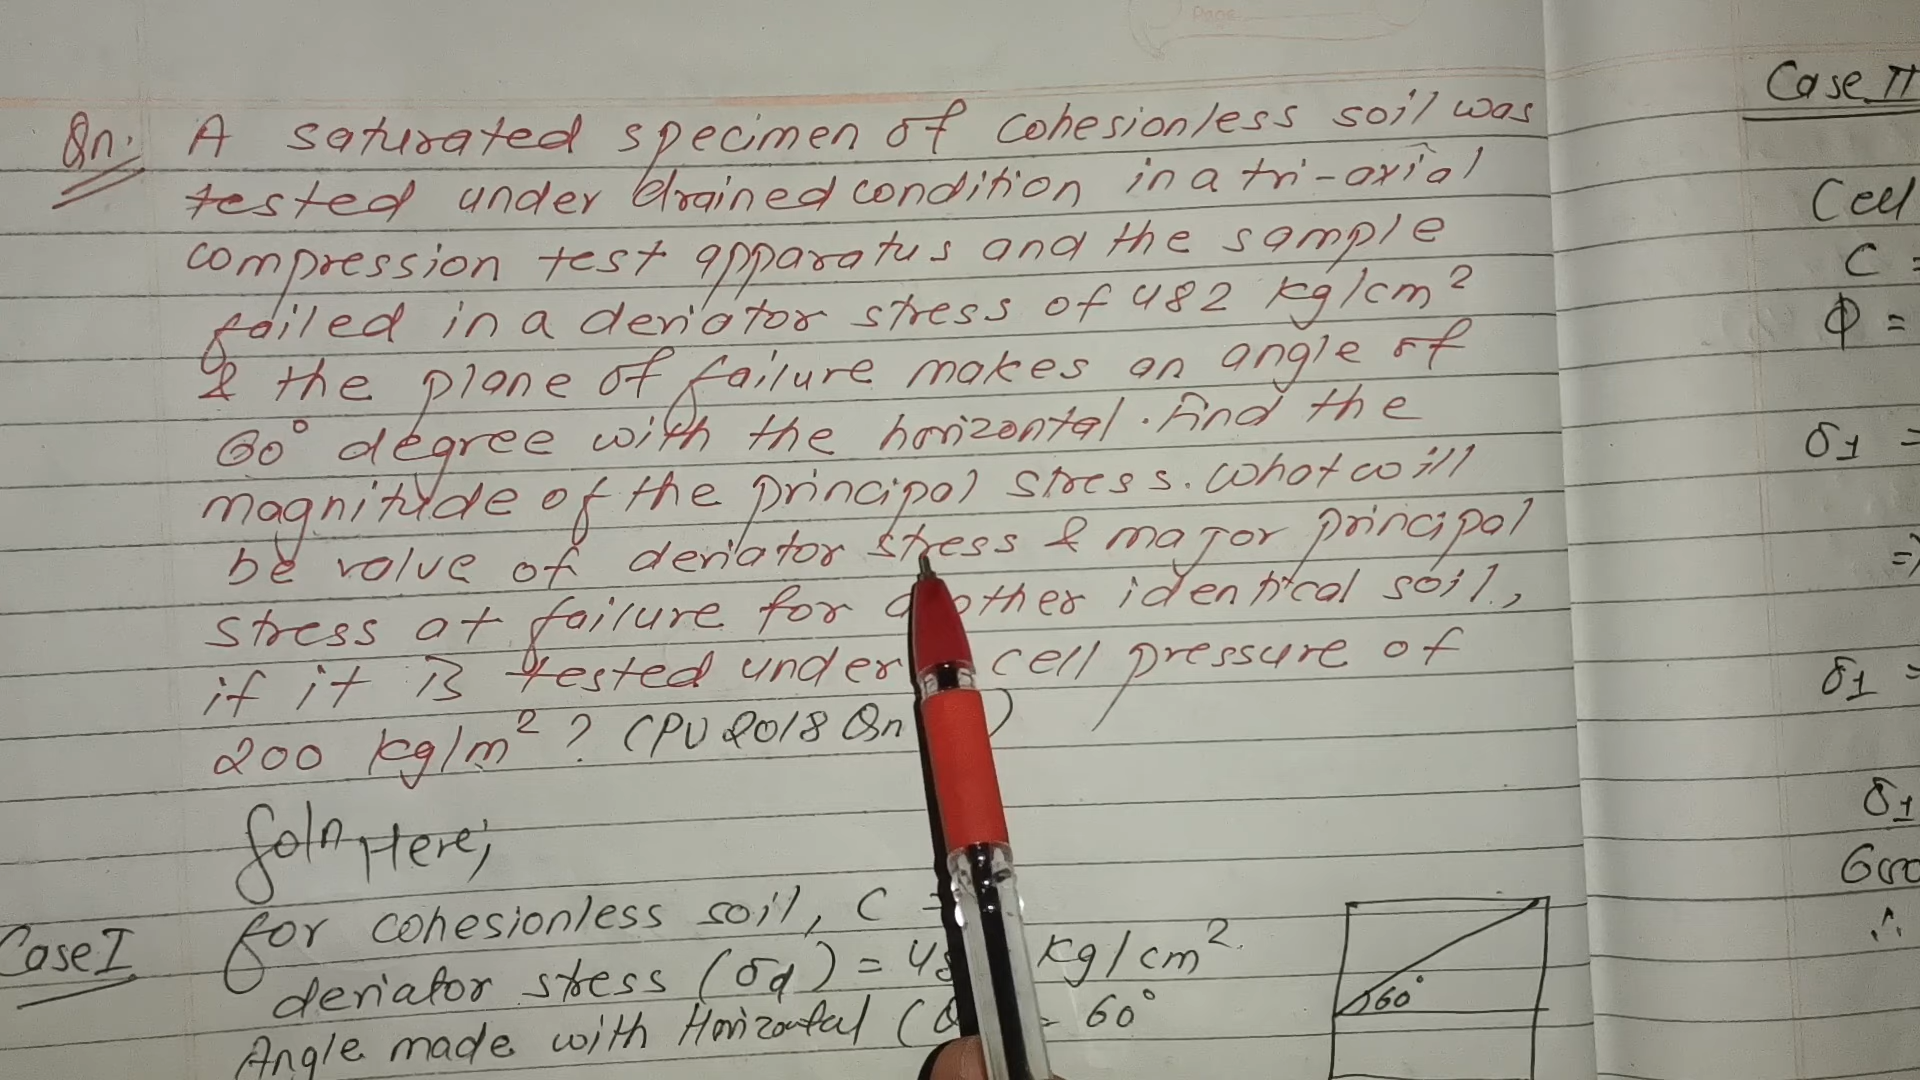 Qn. A saturated specimen of cohesionless soil was
tested under drained condition in a tri-axial
compression test apparatus and the sample
failed in a deviator stress of 482 kg/cm²
& the plane of failure makes an angle of
60° degree with the horizontal. Find the
magnitude of the principal stress. What will
be value of deviator stress & major principal
stress at failure for another identical soil,
if it is tested under cell pressure of
200 kg/m² ? (PU 2018 Qn )
Soln Here,
Case I for cohesionless soil, C
deviator stress (σd) = 48 kg/cm².
Angle made with Horizontal ( = 60°
60°
Case II
Cell
C =
Φ =
σ1 =
=>
σ1 =
σ1
∴